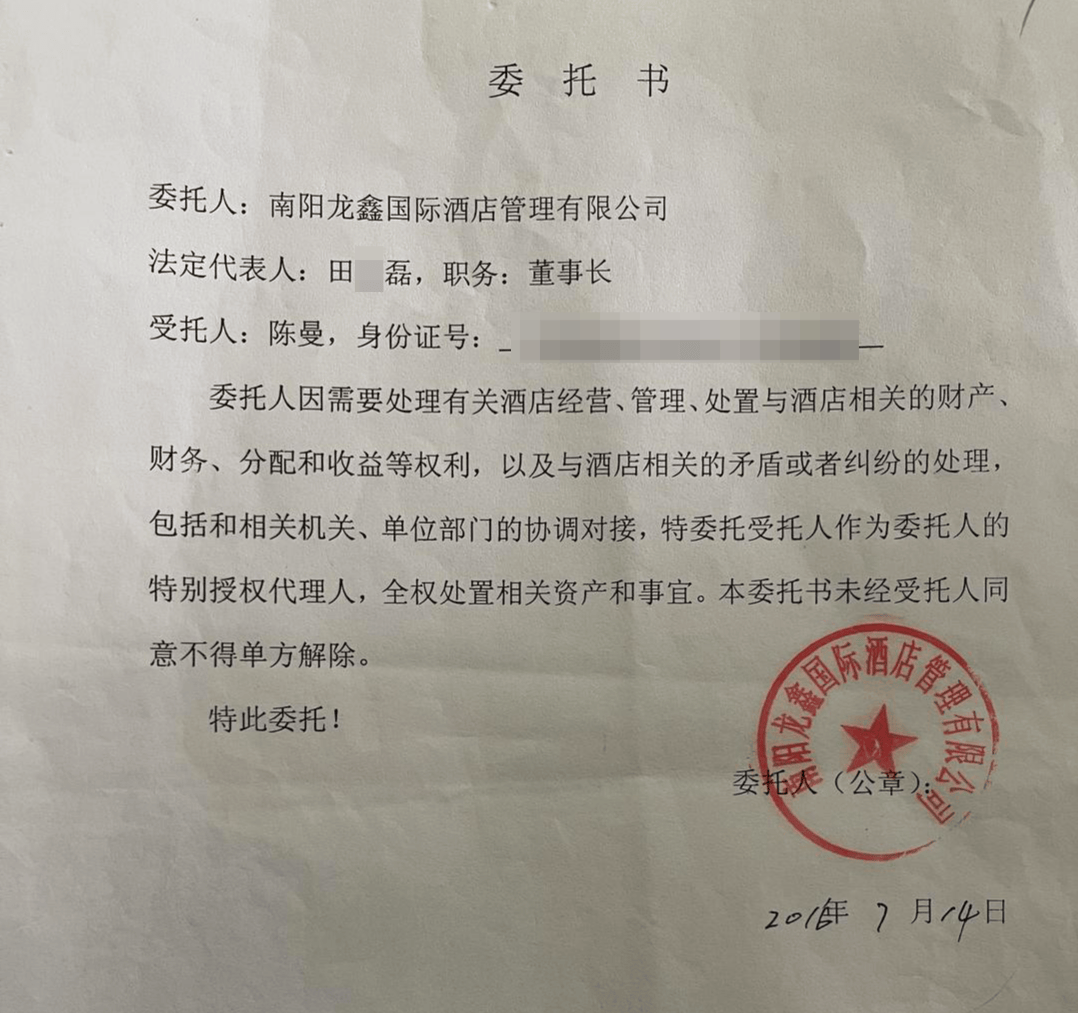 委托书
委托人：南阳龙鑫国际酒店管理有限公司
法定代表人：田 磊，职务：董事长
受托人：陈曼，身份证号：
委托人因需要处理有关酒店经营、管理、处置与酒店相关的财产、
财务、分配和收益等权利，以及与酒店相关的矛盾或者纠纷的处理，
包括和相关机关、单位部门的协调对接，特委托受托人作为委托人的
特别授权代理人，全权处置相关资产和事宜。本委托书未经受托人同
意不得单方解除。
特此委托！
南阳龙鑫国际酒店管理有限公司
委托人（公章）：
2016年 7 月14日